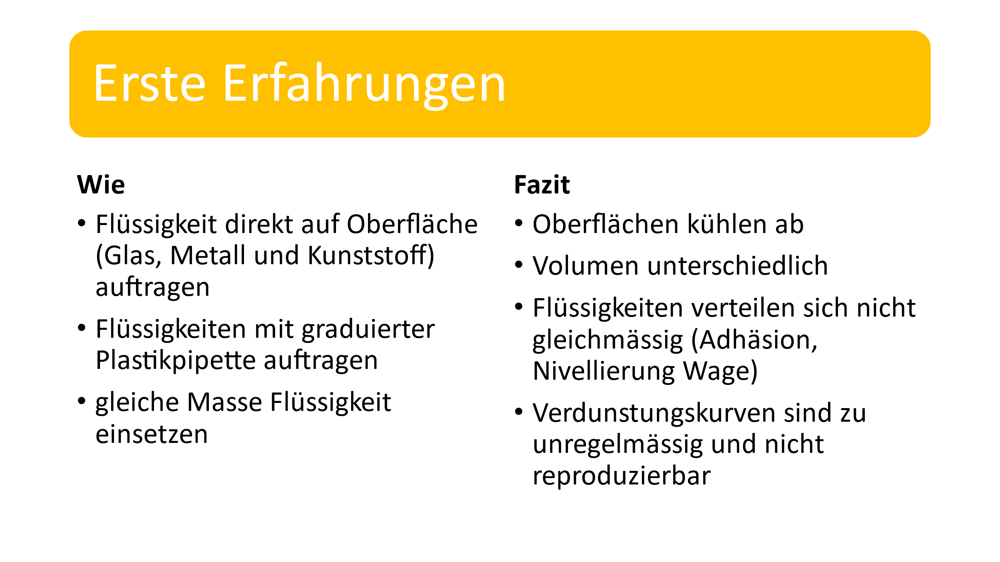 Erste Erfahrungen
Wie
• Flüssigkeit direkt auf Oberfläche
(Glas, Metall und Kunststoff)
auftragen
• Flüssigkeiten mit graduierter
Plastikpipette auftragen
• gleiche Masse Flüssigkeit
einsetzen
Fazit
• Oberflächen kühlen ab
• Volumen unterschiedlich
• Flüssigkeiten verteilen sich nicht
gleichmässig (Adhäsion,
Nivellierung Wage)
• Verdunstungskurven sind zu
unregelmässig und nicht
reproduzierbar